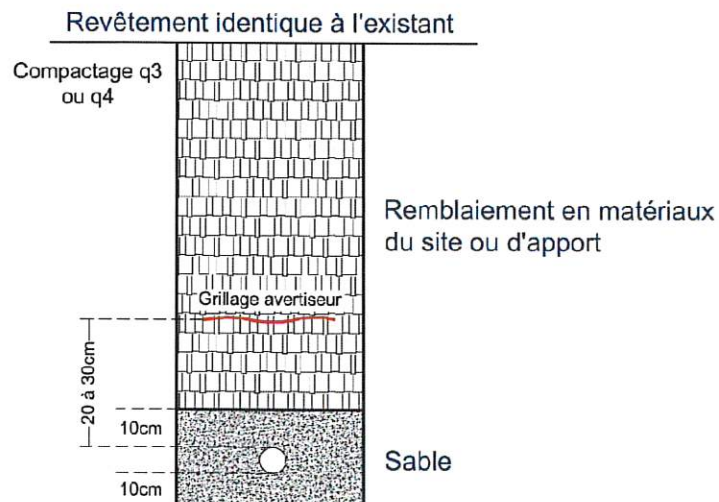 Revêtement identique à l'existant
Compactage q3
ou q4
Remblaiement en matériaux
du site ou d'apport
Grillage avertiseur
20 à 30cm
10cm
Sable
10cm